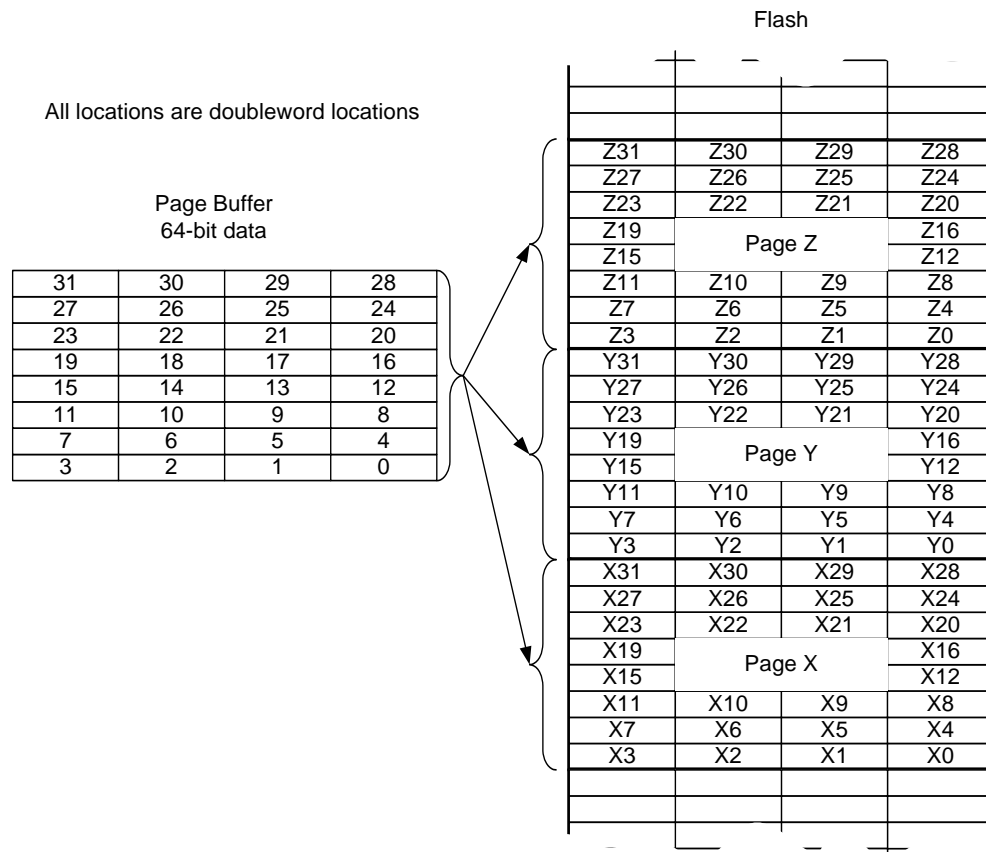 Flash
All locations are doubleword locations
Page Buffer
64-bit data
31 30 29 28
27 26 25 24
23 22 21 20
19 18 17 16
15 14 13 12
11 10 9 8
7 6 5 4
3 2 1 0
Z31 Z30 Z29 Z28
Z27 Z26 Z25 Z24
Z23 Z22 Z21 Z20
Z19 Z16
Page Z
Z15 Z12
Z11 Z10 Z9 Z8
Z7 Z6 Z5 Z4
Z3 Z2 Z1 Z0
Y31 Y30 Y29 Y28
Y27 Y26 Y25 Y24
Y23 Y22 Y21 Y20
Y19 Y16
Page Y
Y15 Y12
Y11 Y10 Y9 Y8
Y7 Y6 Y5 Y4
Y3 Y2 Y1 Y0
X31 X30 X29 X28
X27 X26 X25 X24
X23 X22 X21 X20
X19 X16
Page X
X15 X12
X11 X10 X9 X8
X7 X6 X5 X4
X3 X2 X1 X0